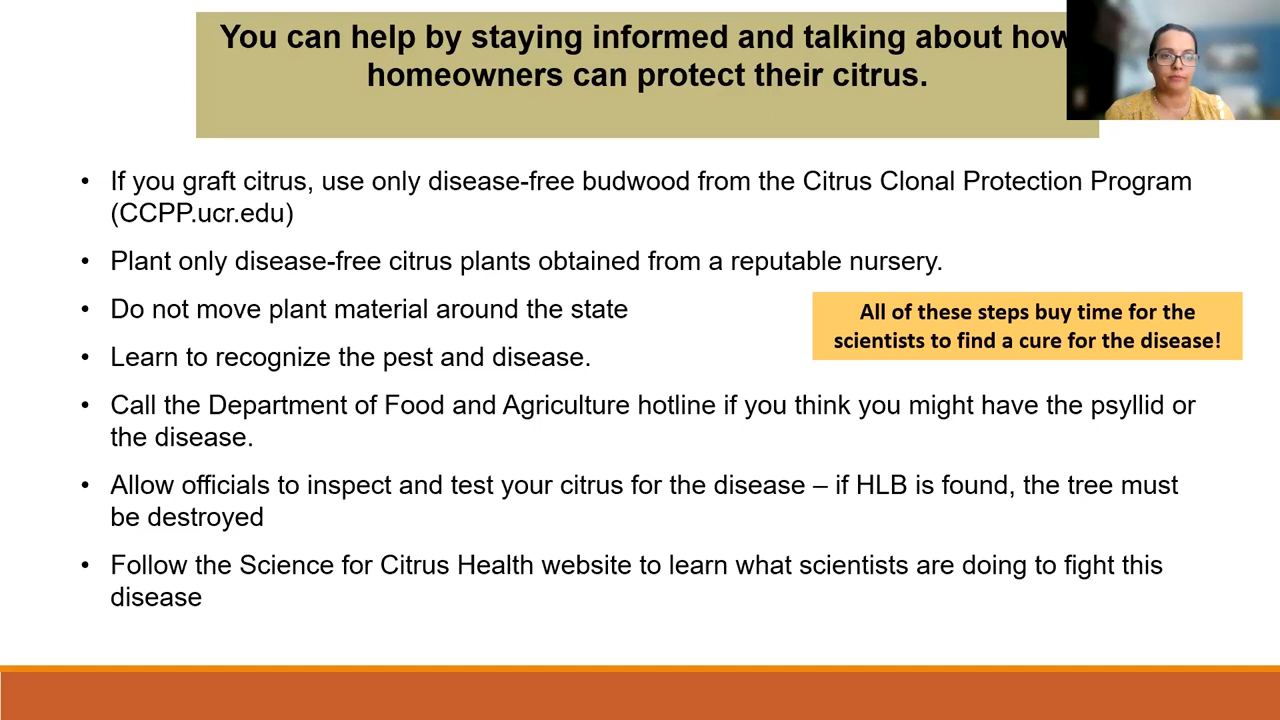 You can help by staying informed and talking about how
homeowners can protect their citrus.
• If you graft citrus, use only disease-free budwood from the Citrus Clonal Protection Program
(CCPP.ucr.edu)
• Plant only disease-free citrus plants obtained from a reputable nursery.
• Do not move plant material around the state
All of these steps buy time for the
scientists to find a cure for the disease!
• Learn to recognize the pest and disease.
• Call the Department of Food and Agriculture hotline if you think you might have the psyllid or
the disease.
• Allow officials to inspect and test your citrus for the disease – if HLB is found, the tree must
be destroyed
• Follow the Science for Citrus Health website to learn what scientists are doing to fight this
disease